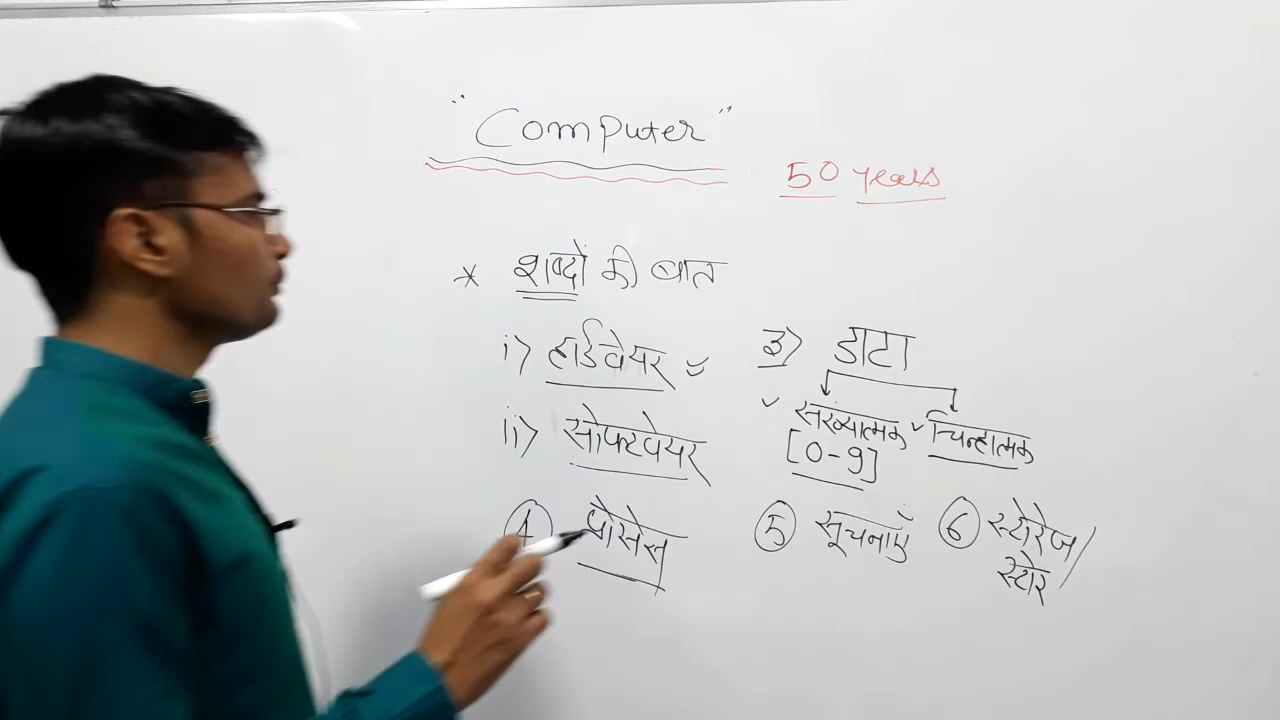 "Computer"
50 years
* शब्दों की बात
i) हार्डवेयर
ii) सोफ्टवेयर
3) डाटा
संख्यात्मक चिन्हात्मक
[0-9]
4 प्रौसेस
5 सूचनाएँ
6 स्टोरेज/
स्टोर